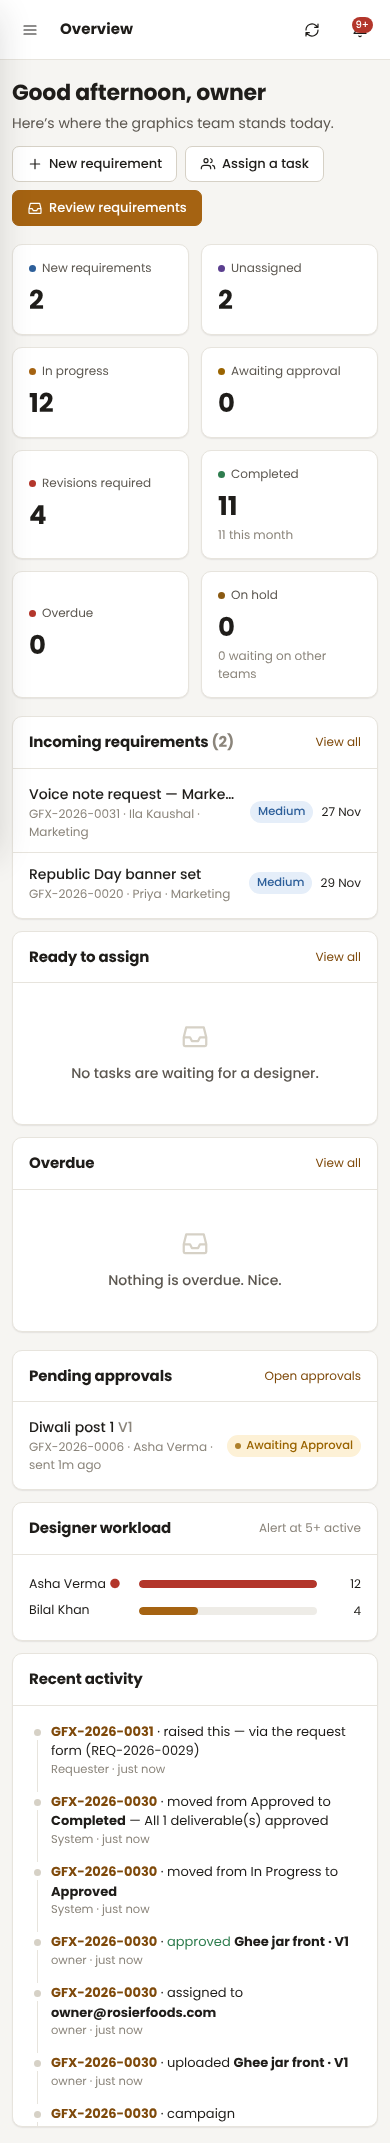 Overview
9+
Good afternoon, owner
Here's where the graphics team stands today.
New requirement
Assign a task
Review requirements
New requirements
2
Unassigned
2
In progress
12
Awaiting approval
0
Revisions required
4
Completed
11
11 this month
Overdue
0
On hold
0
0 waiting on other
teams
Incoming requirements (2)
View all
Voice note request — Marke...
GFX-2026-0031 · Ila Kaushal ·
Marketing
Medium
27 Nov
Republic Day banner set
GFX-2026-0020 · Priya · Marketing
Medium
29 Nov
Ready to assign
View all
No tasks are waiting for a designer.
Overdue
View all
Nothing is overdue. Nice.
Pending approvals
Open approvals
Diwali post 1 V1
GFX-2026-0006 · Asha Verma ·
sent 1m ago
Awaiting Approval
Designer workload
Alert at 5+ active
Asha Verma
12
Bilal Khan
4
Recent activity
GFX-2026-0031 · raised this — via the request
form (REQ-2026-0029)
Requester · just now
GFX-2026-0030 · moved from Approved to
Completed — All 1 deliverable(s) approved
System · just now
GFX-2026-0030 · moved from In Progress to
Approved
System · just now
GFX-2026-0030 · approved Ghee jar front · V1
owner · just now
GFX-2026-0030 · assigned to
owner@rosierfoods.com
owner · just now
GFX-2026-0030 · uploaded Ghee jar front · V1
owner · just now
GFX-2026-0030 · campaign